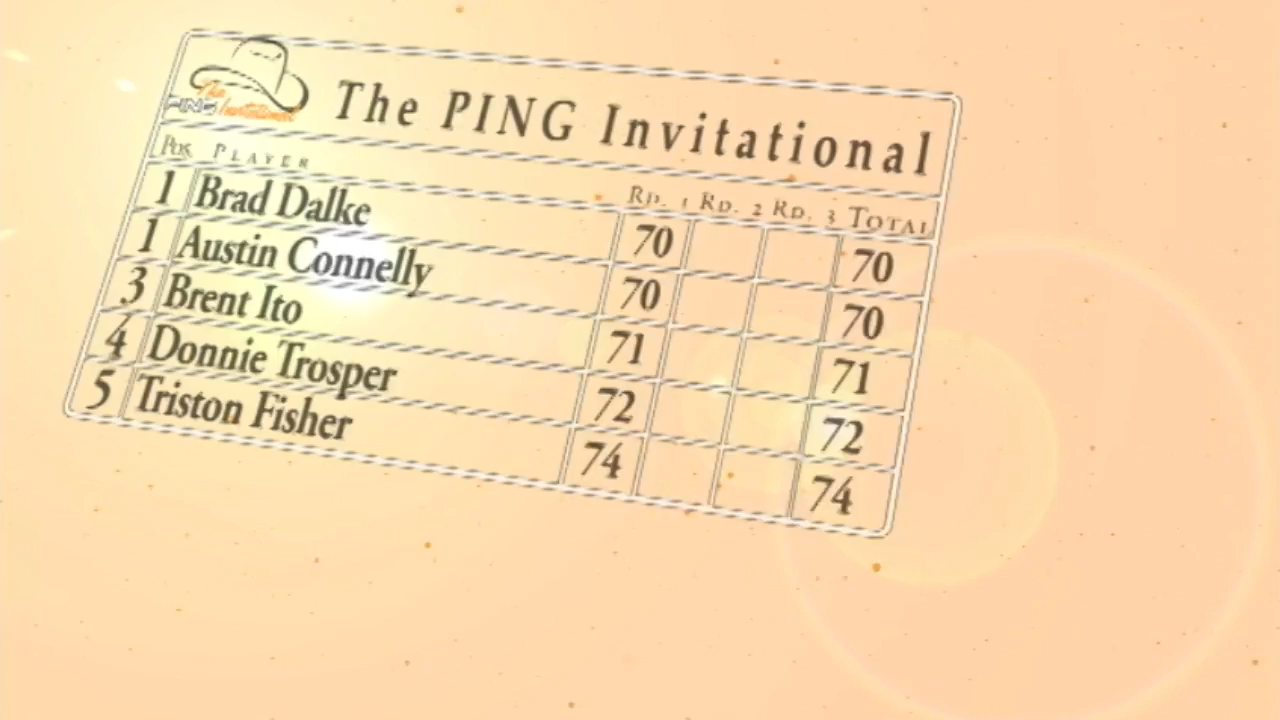 The PING Invitational
The PING Invitational
POS. PLAYER RD. 1 RD. 2 RD. 3 TOTAL
1 Brad Dalke 70 70
1 Austin Connelly 70 70
3 Brent Ito 71 71
4 Donnie Trosper 72 72
5 Triston Fisher 74 74